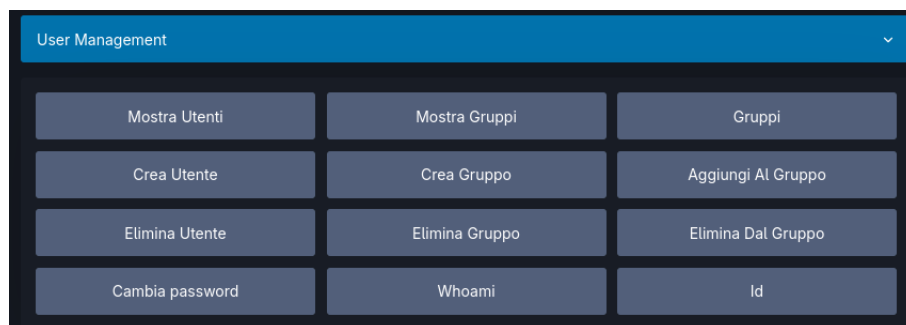 User Management
Mostra Utenti Mostra Gruppi Gruppi
Crea Utente Crea Gruppo Aggiungi Al Gruppo
Elimina Utente Elimina Gruppo Elimina Dal Gruppo
Cambia password Whoami Id